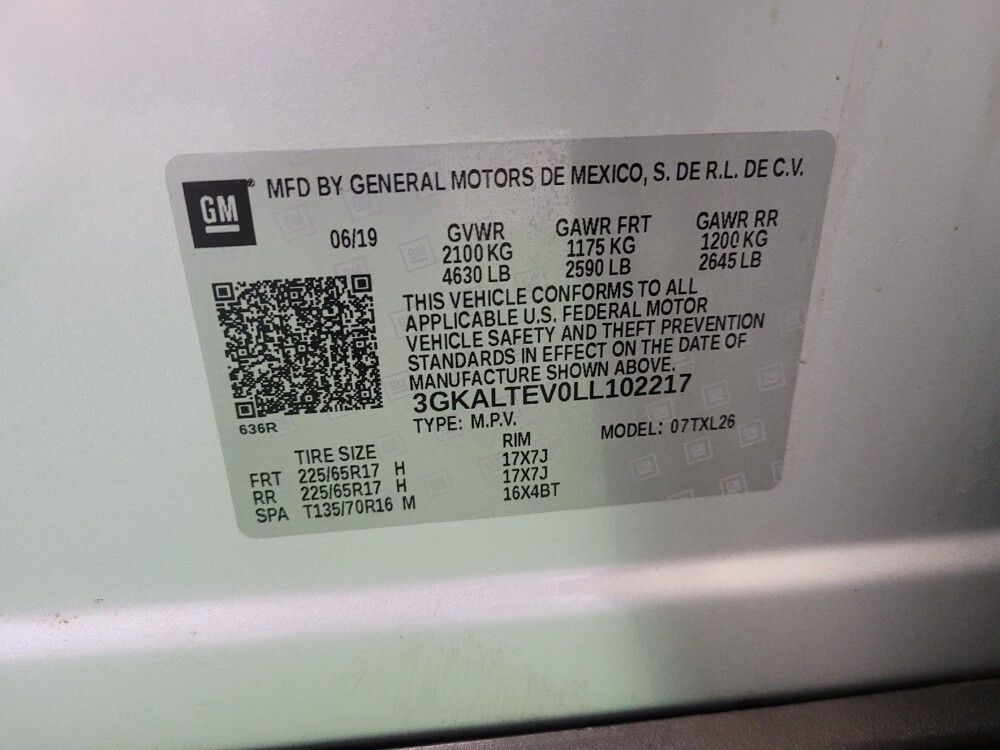 GM® MFD BY GENERAL MOTORS DE MEXICO, S. DE R.L. DE C.V.
06/19 GVWR GAWR FRT GAWR RR
2100 KG 1175 KG 1200 KG
4630 LB 2590 LB 2645 LB
THIS VEHICLE CONFORMS TO ALL
APPLICABLE U.S. FEDERAL MOTOR
VEHICLE SAFETY AND THEFT PREVENTION
STANDARDS IN EFFECT ON THE DATE OF
MANUFACTURE SHOWN ABOVE.
3GKALTEV0LL102217
636R
TYPE: M.P.V. MODEL: 07TXL26
TIRE SIZE RIM
FRT 225/65R17 H 17X7J
RR 225/65R17 H 17X7J
SPA T135/70R16 M 16X4BT